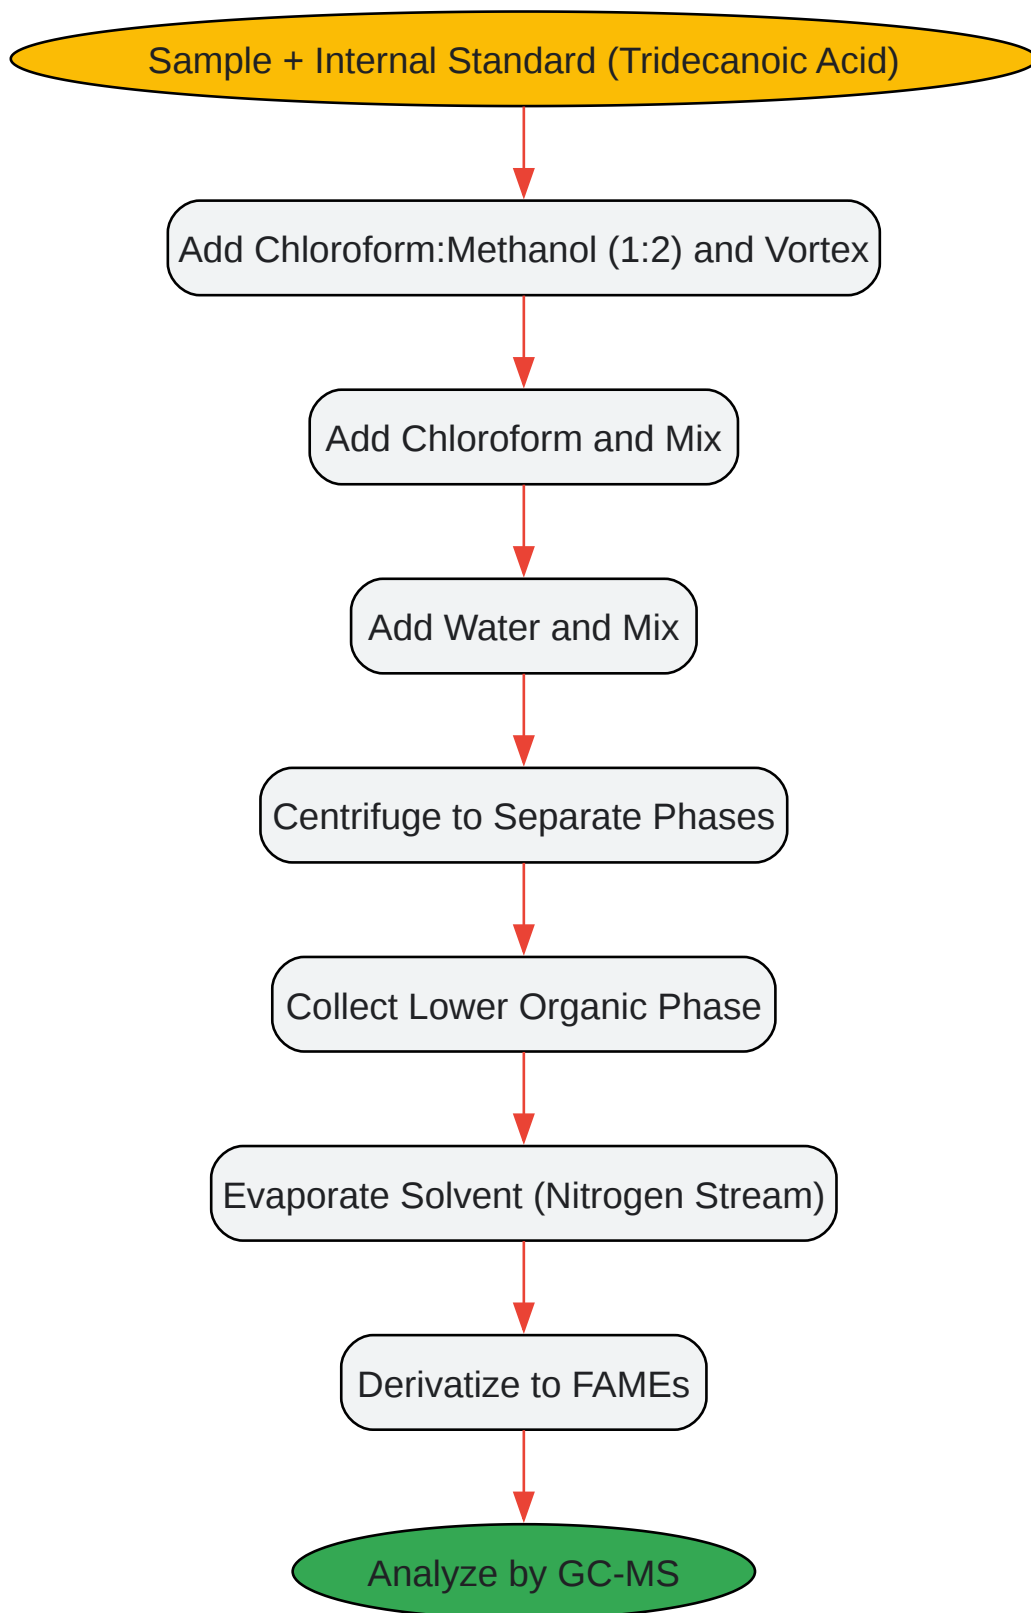 Sample + Internal Standard (Tridecanoic Acid)
Add Chloroform:Methanol (1:2) and Vortex
Add Chloroform and Mix
Add Water and Mix
Centrifuge to Separate Phases
Collect Lower Organic Phase
Evaporate Solvent (Nitrogen Stream)
Derivatize to FAMEs
Analyze by GC-MS